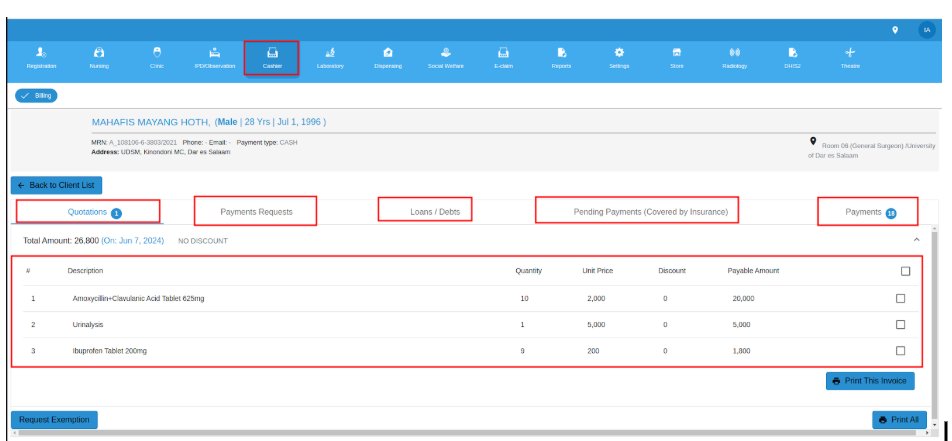 IA
Registration Nursing Clinic IPD/Observation Cashier Laboratory Dispensing Social Welfare E-claim Reports Settings Store Radiology DHIS2 Theatre
Billing
MAHAFIS MAYANG HOTH, (Male | 28 Yrs | Jul 1, 1996 )
MRN: A_108106-6-3803/2021 Phone: - Email: - Payment type: CASH
Address: UDSM, Kinondoni MC, Dar es Salaam
Room 06 (General Surgeon) /University
of Dar es Salaam
← Back to Client List
Quotations 1 Payments Requests Loans / Debts Pending Payments (Covered by Insurance) Payments 18
Total Amount: 26,800 (On: Jun 7, 2024) NO DISCOUNT
# Description Quantity Unit Price Discount Payable Amount
1 Amoxycillin+Clavulanic Acid Tablet 625mg 10 2,000 0 20,000
2 Urinalysis 1 5,000 0 5,000
3 Ibuprofen Tablet 200mg 9 200 0 1,800
Print This Invoice
Request Exemption Print All